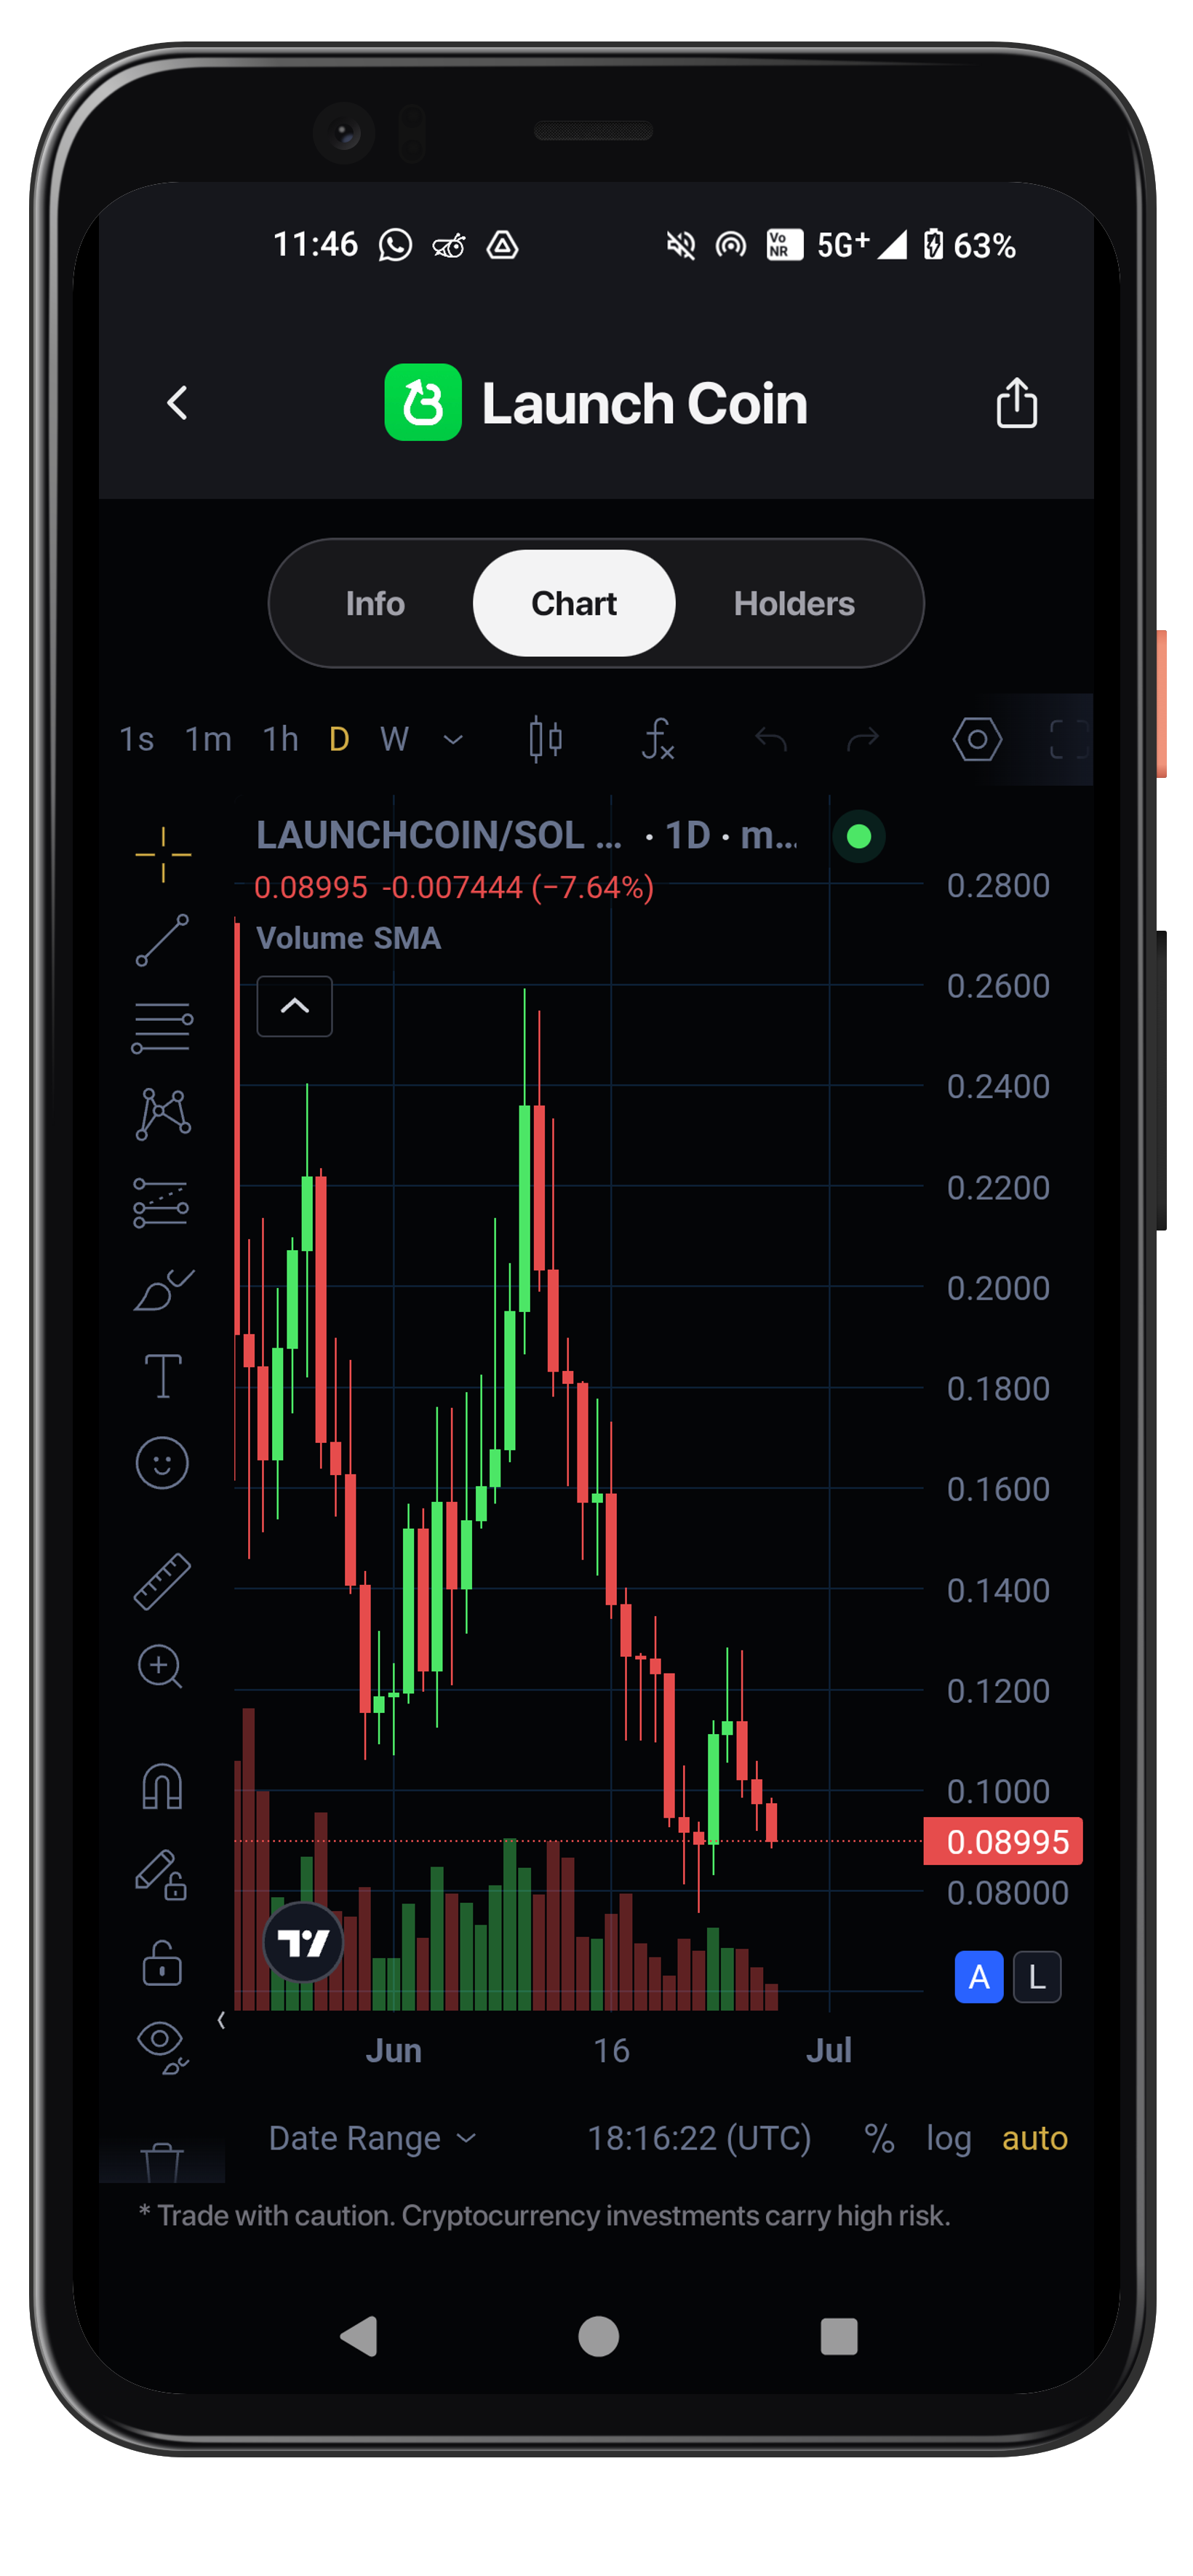 11:46 Vo NR 5G+ 63%
Launch Coin
Info Chart Holders
1s 1m 1h D W fx
LAUNCHCOIN/SOL ... · 1D · m...
0.08995 -0.007444 (−7.64%)
Volume SMA
0.2800
0.2600
0.2400
0.2200
0.2000
0.1800
0.1600
0.1400
0.1200
0.1000
0.08995
0.08000
A L
Jun 16 Jul
Date Range 18:16:22 (UTC) % log auto
* Trade with caution. Cryptocurrency investments carry high risk.